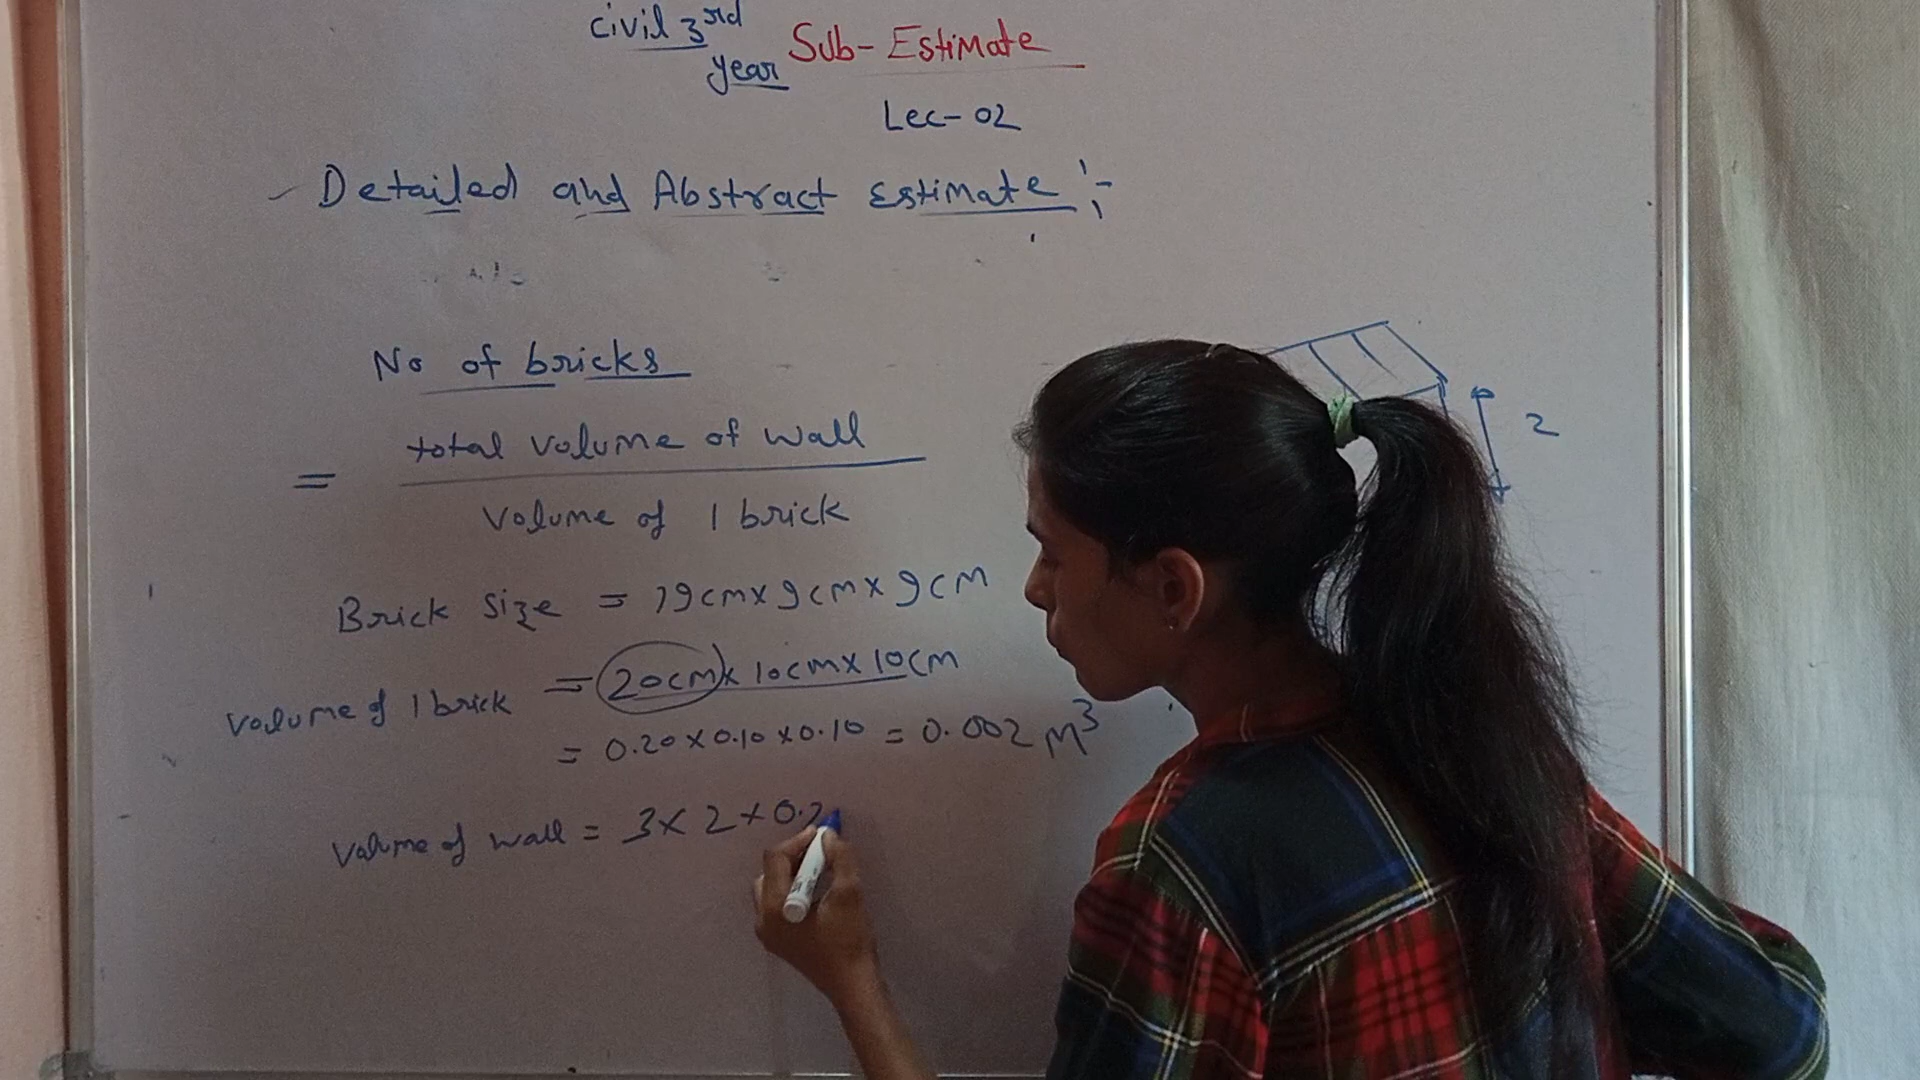 Civil 3rd
year
Sub- Estimate
Lec- 02
Detailed and Abstract Estimate :-
No of bricks
= total volume of wall
volume of 1 brick
Brick size = 19cm x 9cm x 9cm
volume of 1 brick = 20cm x 10cm x 10cm
= 0.20 x 0.10 x 0.10 = 0.002 m³
volume of wall = 3 x 2 x 0.2
2